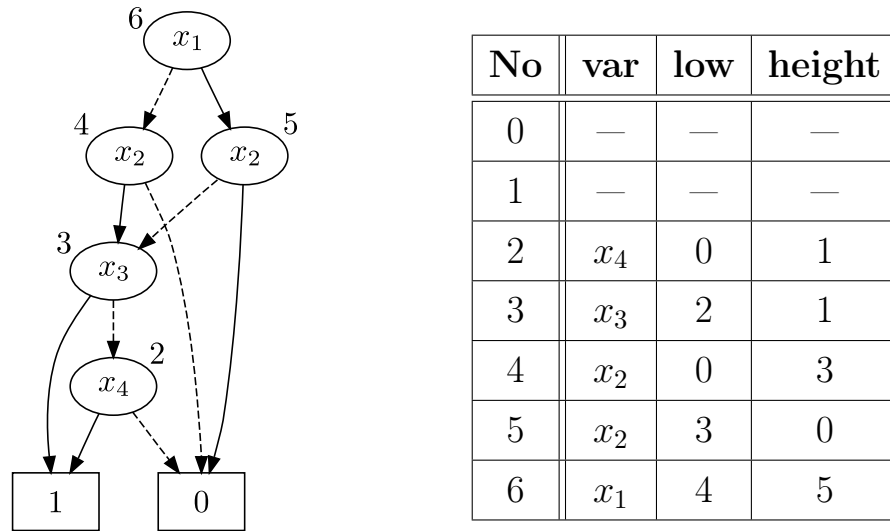 6 x₁
4 x₂ x₂ 5
3 x₃
x₄ 2
1 0
No var low height
0 — — —
1 — — —
2 x₄ 0 1
3 x₃ 2 1
4 x₂ 0 3
5 x₂ 3 0
6 x₁ 4 5